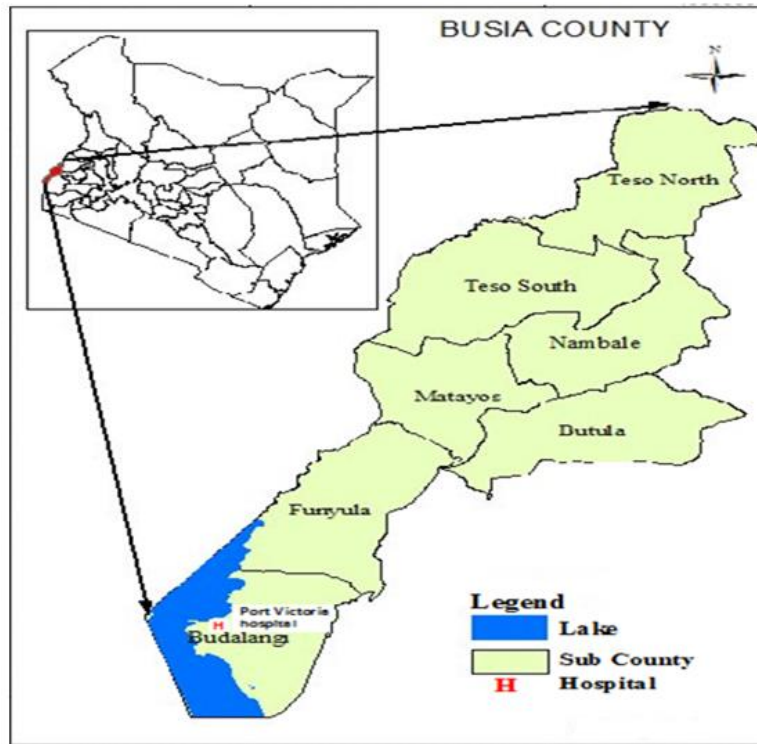 BUSIA COUNTY
N
Teso North
Teso South
Nambale
Matayos
Butula
Funyula
Port Victoria
hospital
H
Budalangi
Legend
Lake
Sub County
H Hospital